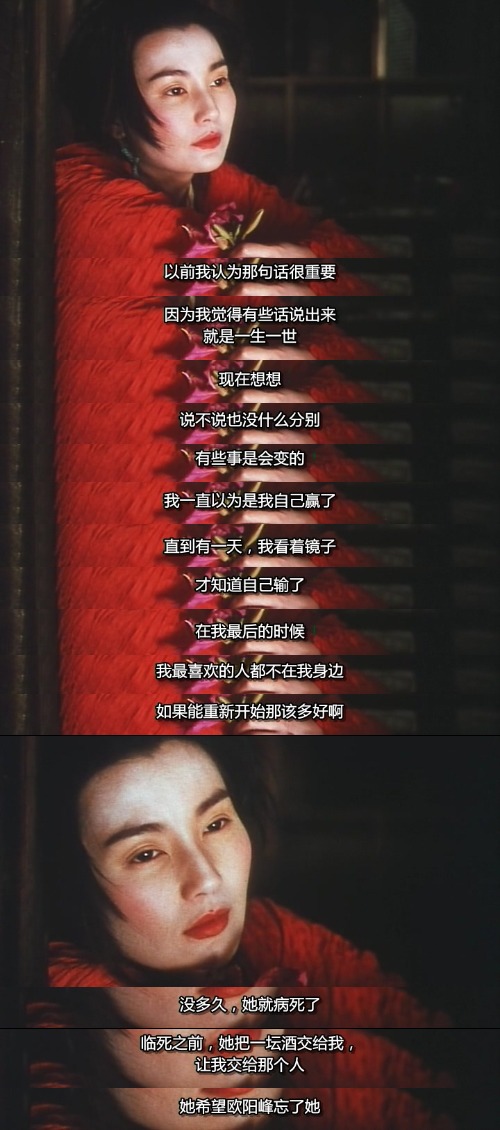 以前我认为那句话很重要
因为我觉得有些话说出来
就是一生一世
现在想想
说不说也没什么分别
有些事是会变的
我一直以为是我自己赢了
直到有一天，我看着镜子
才知道自己输了
在我最后的时候
我最喜欢的人都不在我身边
如果能重新开始那该多好啊
没多久，她就病死了
临死之前，她把一坛酒交给我，
让我交给那个人
她希望欧阳峰忘了她